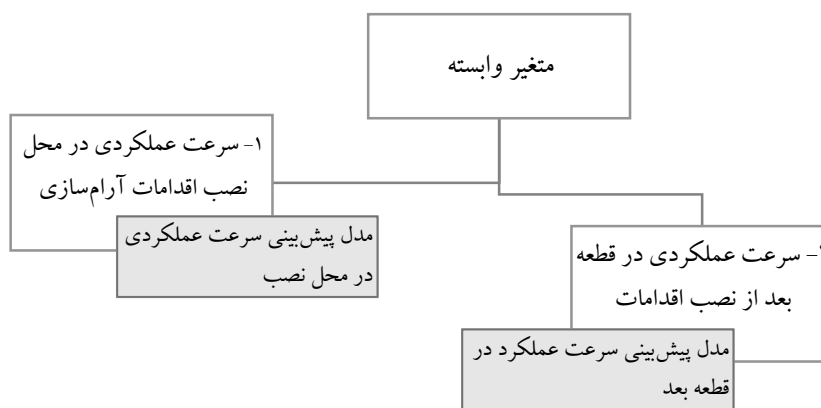 متغیر وابسته
۱- سرعت عملکردی در محل
نصب اقدامات آرام‌سازی
مدل پیش‌بینی سرعت عملکردی
در محل نصب
- سرعت عملکردی در قطعه
بعد از نصب اقدامات
مدل پیش‌بینی سرعت عملکرد در
قطعه بعد